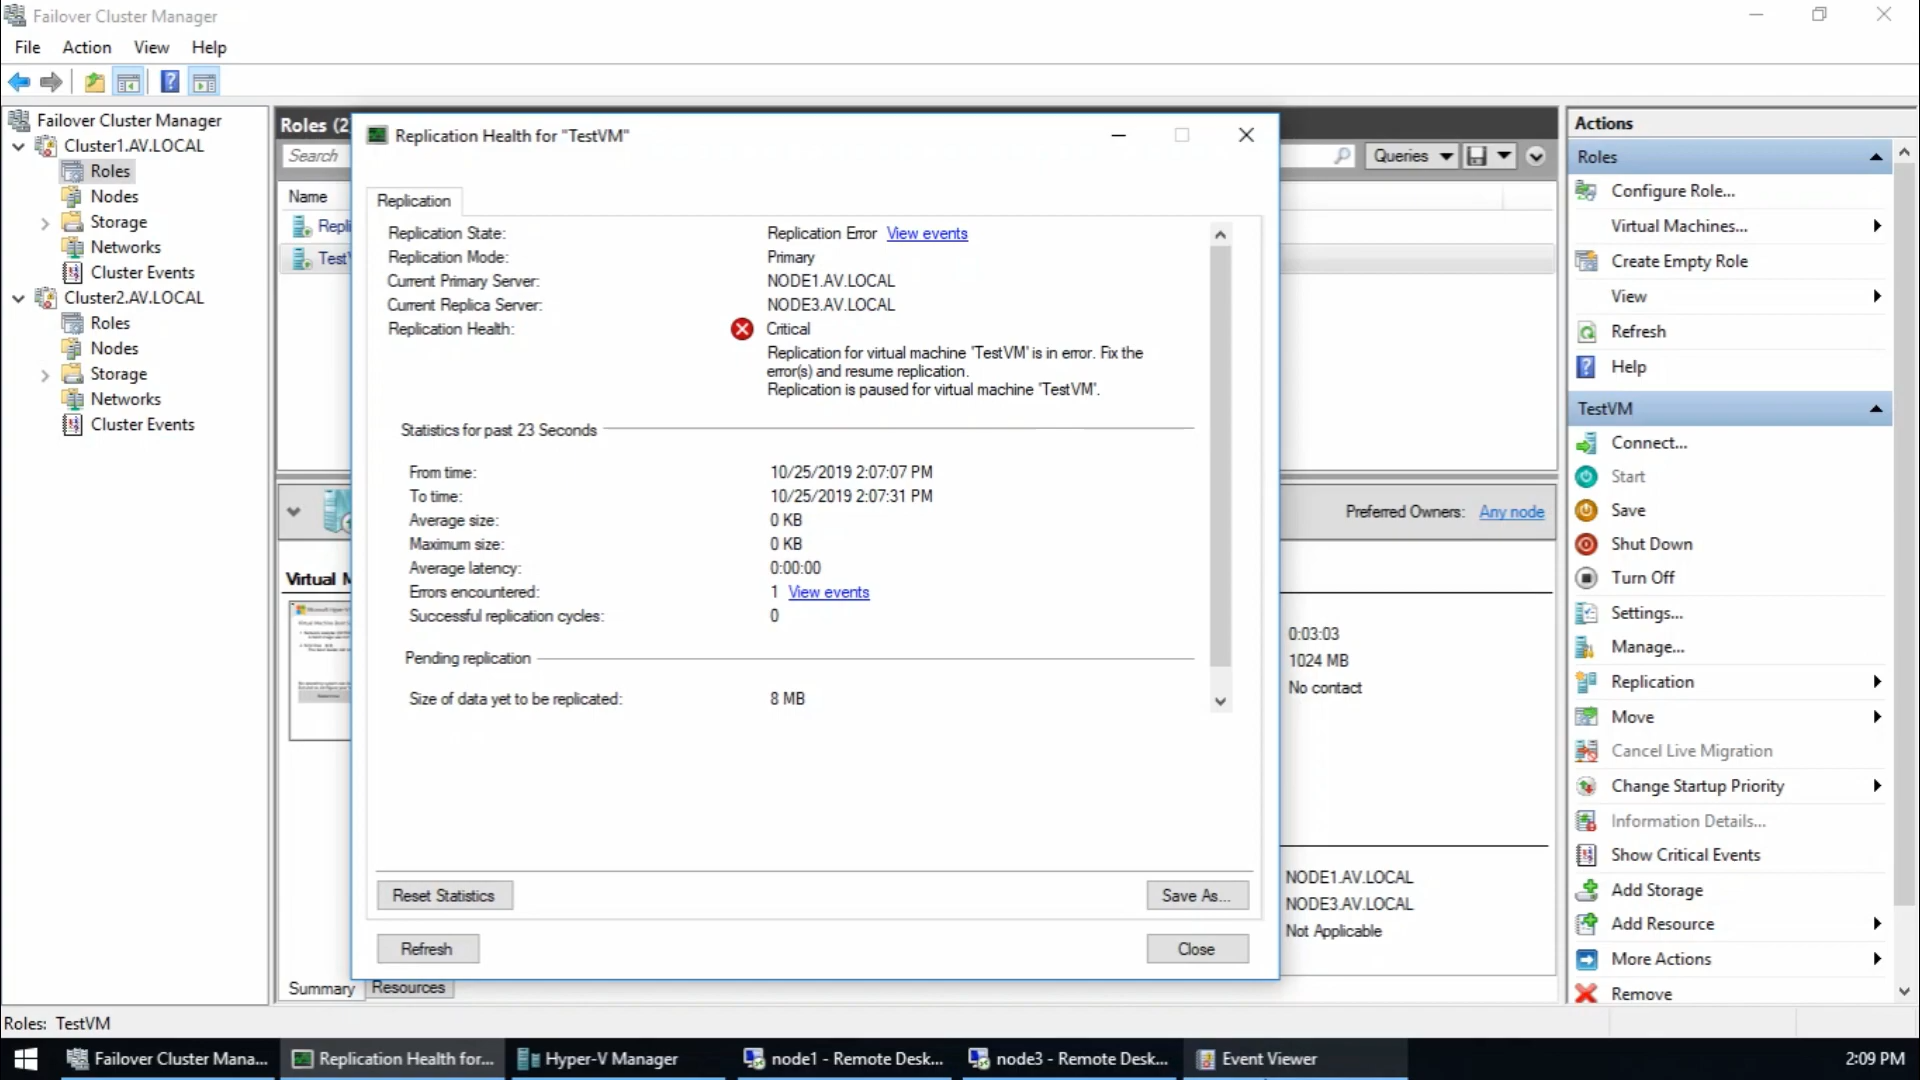 Failover Cluster Manager
File Action View Help
Failover Cluster Manager
Cluster1.AV.LOCAL
Roles
Nodes
Storage
Networks
Cluster Events
Cluster2.AV.LOCAL
Roles
Nodes
Storage
Networks
Cluster Events
Roles (2
Search
Queries
Name
Repli
Test
Replication Health for "TestVM"
Replication
Replication State: Replication Error View events
Replication Mode: Primary
Current Primary Server: NODE1.AV.LOCAL
Current Replica Server: NODE3.AV.LOCAL
Replication Health: Critical
Replication for virtual machine 'TestVM' is in error. Fix the
error(s) and resume replication.
Replication is paused for virtual machine 'TestVM'.
Statistics for past 23 Seconds
From time: 10/25/2019 2:07:07 PM
To time: 10/25/2019 2:07:31 PM
Average size: 0 KB
Maximum size: 0 KB
Average latency: 0:00:00
Errors encountered: 1 View events
Successful replication cycles: 0
Pending replication
Size of data yet to be replicated: 8 MB
Reset Statistics
Save As...
Refresh
Close
Preferred Owners: Any node
Virtual M
0:03:03
1024 MB
No contact
NODE1.AV.LOCAL
NODE3.AV.LOCAL
Not Applicable
Summary Resources
Actions
Roles
Configure Role...
Virtual Machines...
Create Empty Role
View
Refresh
Help
TestVM
Connect...
Start
Save
Shut Down
Turn Off
Settings...
Manage...
Replication
Move
Cancel Live Migration
Change Startup Priority
Information Details...
Show Critical Events
Add Storage
Add Resource
More Actions
Remove
Roles: TestVM
Failover Cluster Mana...
Replication Health for...
Hyper-V Manager
node1 - Remote Desk...
node3 - Remote Desk...
Event Viewer
2:09 PM